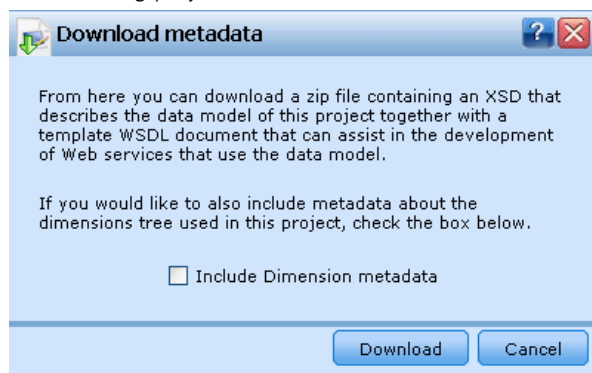 Download metadata
?
From here you can download a zip file containing an XSD that
describes the data model of this project together with a
template WSDL document that can assist in the development
of Web services that use the data model.
If you would like to also include metadata about the
dimensions tree used in this project, check the box below.
Include Dimension metadata
Download
Cancel